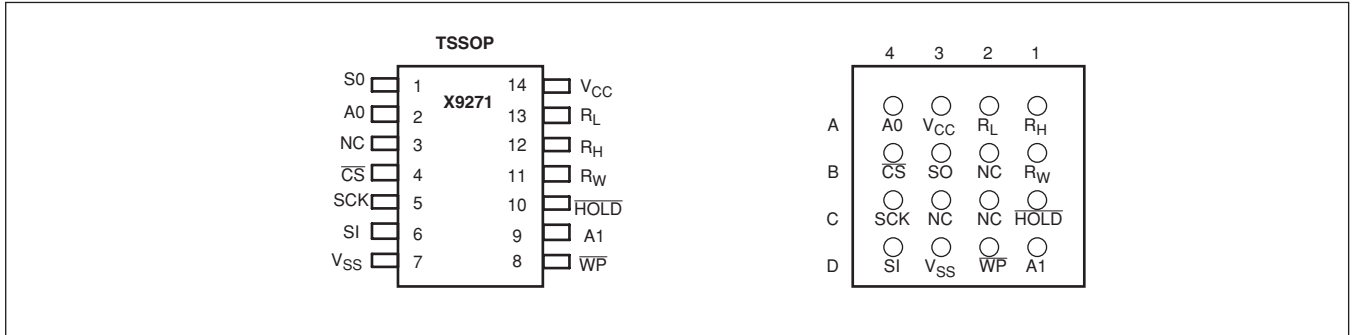 TSSOP
X9271
S0 1 14 VCC
A0 2 13 RL
NC 3 12 RH
CS 4 11 RW
SCK 5 10 HOLD
SI 6 9 A1
VSS 7 8 WP
4 3 2 1
A A0 VCC RL RH
B CS SO NC RW
C SCK NC NC HOLD
D SI VSS WP A1